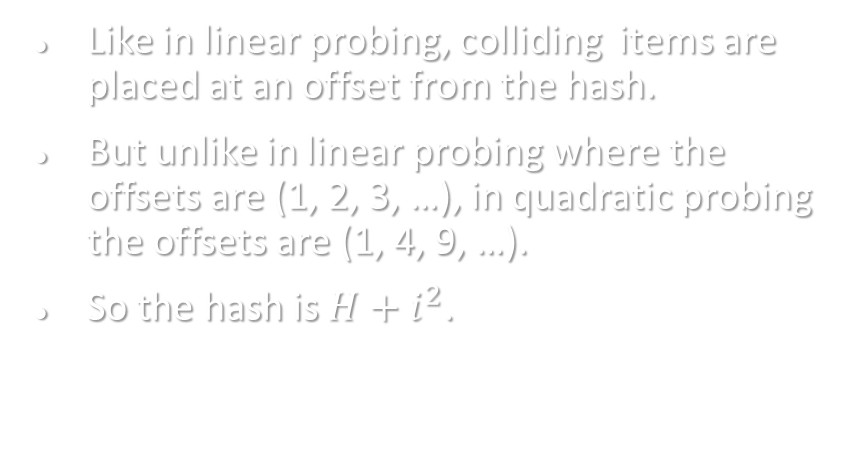 • Like in linear probing, colliding items are
placed at an offset from the hash.
• But unlike in linear probing where the
offsets are (1, 2, 3, ...), in quadratic probing
the offsets are (1, 4, 9, ...).
• So the hash is H + i².